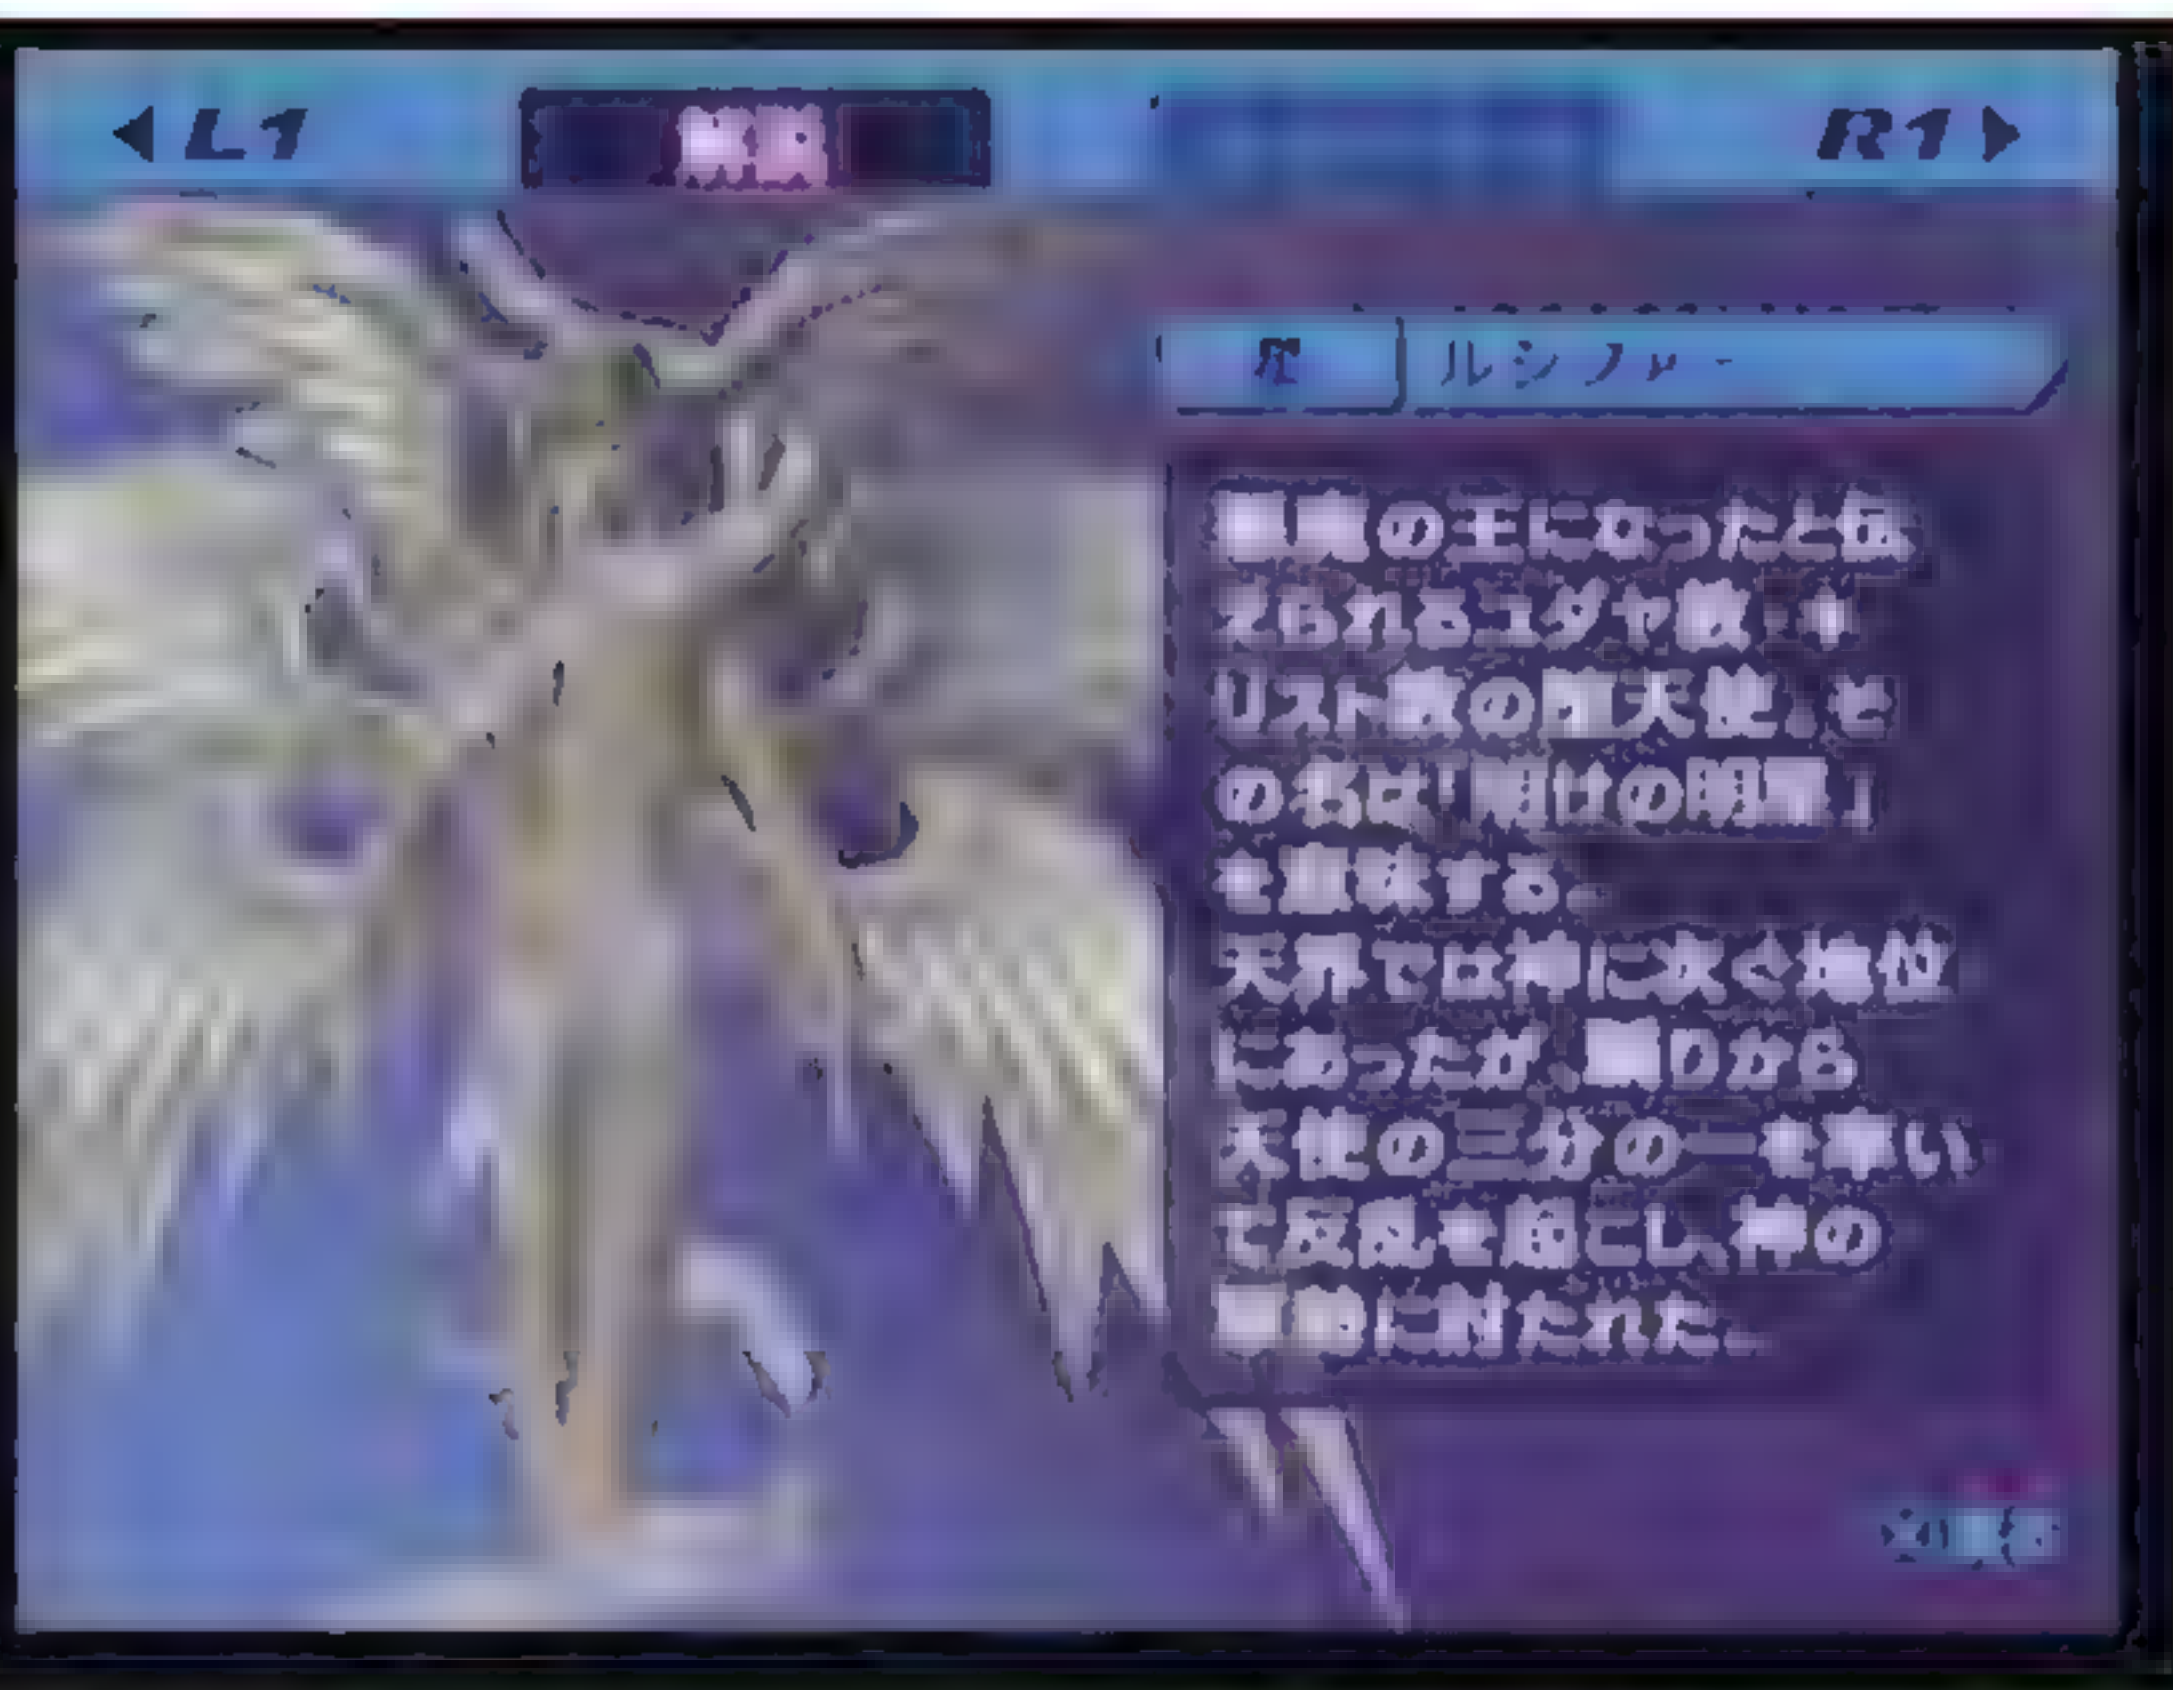 ◀L1
R1▶
ルシファー
の王になったと伝
えられるユダヤ教・キ
リスト教の堕天使。そ
の名は「明けの明星」
を意味する。
天界では神に次ぐ地位
にあったが、驕りから
天使の三分の一を率い
て反乱を起こし、神の
に討たれた。